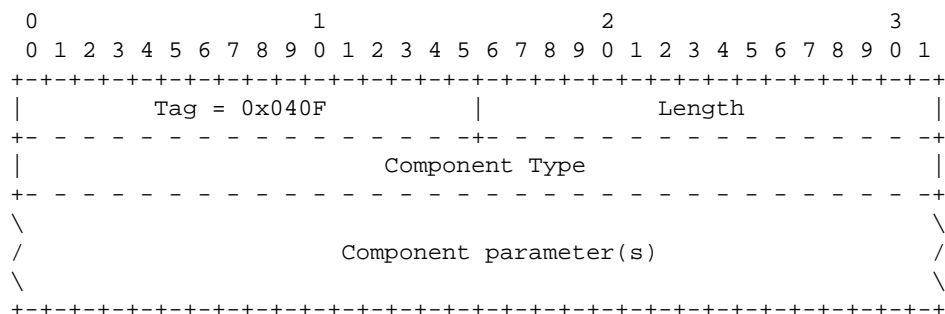 0                   1                   2                   3
 0 1 2 3 4 5 6 7 8 9 0 1 2 3 4 5 6 7 8 9 0 1 2 3 4 5 6 7 8 9 0 1
+-+-+-+-+-+-+-+-+-+-+-+-+-+-+-+-+-+-+-+-+-+-+-+-+-+-+-+-+-+-+-+-+
|         Tag = 0x040F          |            Length             |
+- - - - - - - - - - - - - - - -+- - - - - - - - - - - - - - - -+
|                         Component Type                        |
+- - - - - - - - - - - - - - - - - - - - - - - - - - - - - - - -+
\                                                               \
/                      Component parameter(s)                   /
\                                                               \
+-+-+-+-+-+-+-+-+-+-+-+-+-+-+-+-+-+-+-+-+-+-+-+-+-+-+-+-+-+-+-+-+